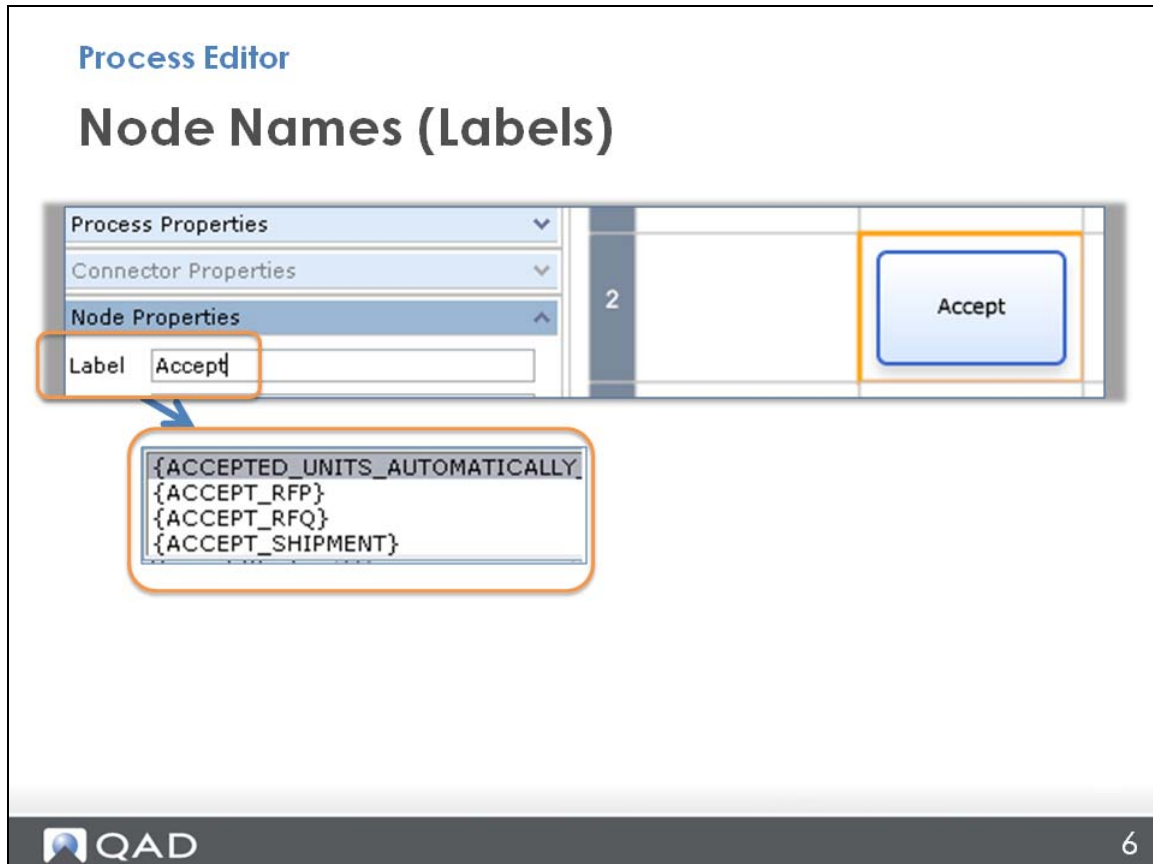 Process Editor
Node Names (Labels)
Process Properties
Connector Properties
Node Properties
Label Accept
2
Accept
{ACCEPTED_UNITS_AUTOMATICALLY_
{ACCEPT_RFP}
{ACCEPT_RFQ}
{ACCEPT_SHIPMENT}
QAD
6